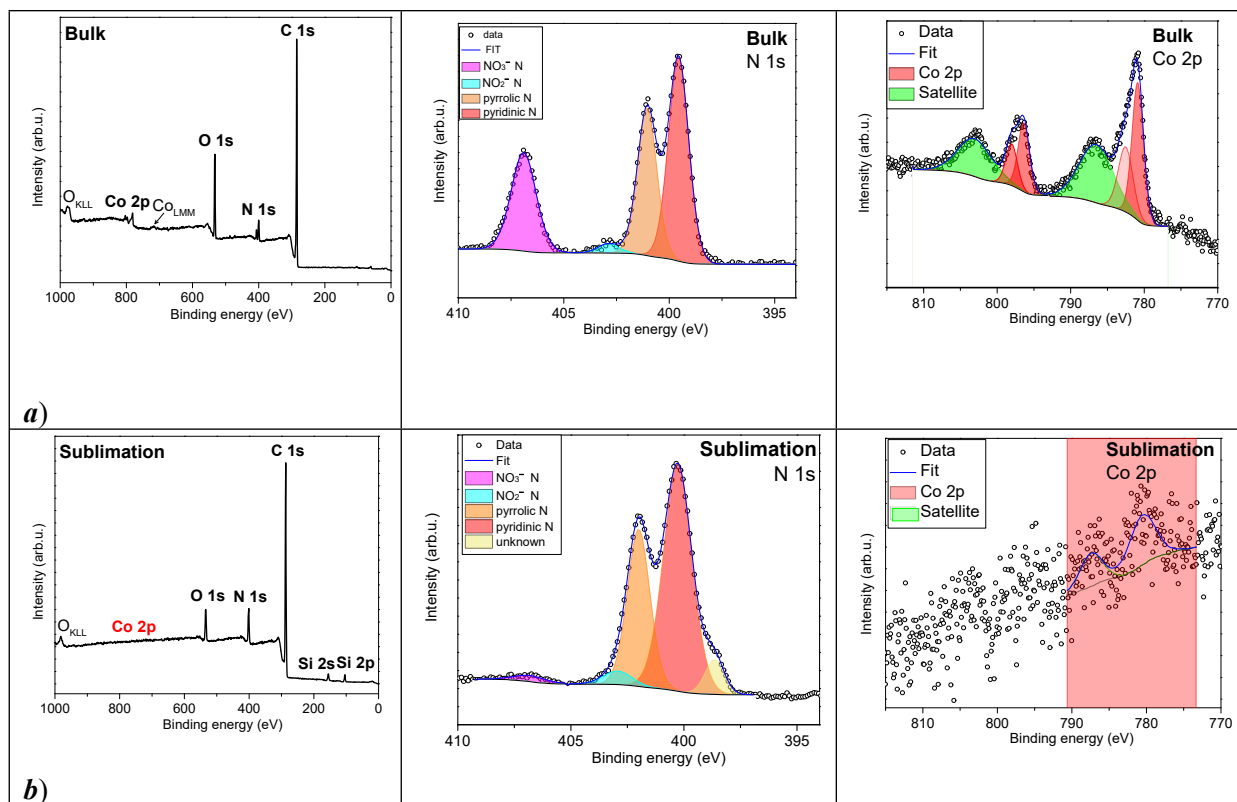 Bulk
C 1s
O 1s
O KLL
Co 2p
Co LMM
N 1s
Intensity (arb.u.)
1000 800 600 400 200 0
Binding energy (eV)
data
FIT
NO₃⁻ N
NO₂⁻ N
pyrrolic N
pyridinic N
Bulk
N 1s
Intensity (arb.u.)
410 405 400 395
Binding energy (eV)
Data
Fit
Co 2p
Satellite
Bulk
Co 2p
Intensity (arb.u.)
810 800 790 780 770
Binding energy (eV)
a)
Sublimation
C 1s
O 1s N 1s
O KLL
Co 2p
Si 2s Si 2p
Intensity (arb.u.)
1000 800 600 400 200 0
Binding energy (eV)
Data
Fit
NO₃⁻ N
NO₂⁻ N
pyrrolic N
pyridinic N
unknown
Sublimation
N 1s
Intensity (arb.u.)
410 405 400 395
Binding energy (eV)
Data
Fit
Co 2p
Satellite
Sublimation
Co 2p
Intensity (arb.u.)
810 800 790 780 770
Binding energy (eV)
b)